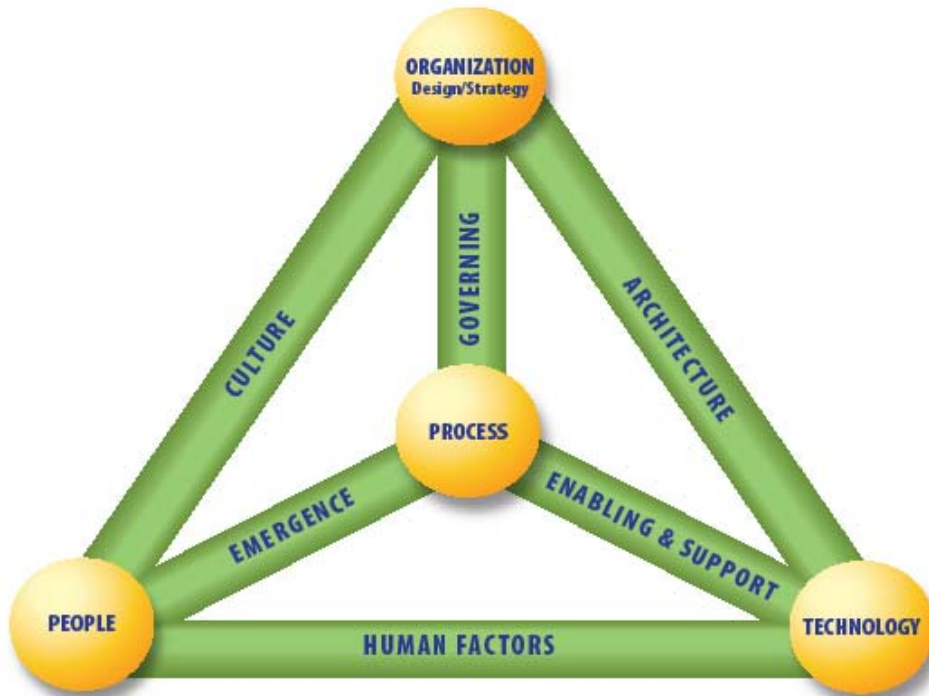 ORGANIZATION
Design/Strategy
GOVERNING
CULTURE
ARCHITECTURE
PROCESS
EMERGENCE
ENABLING & SUPPORT
PEOPLE
HUMAN FACTORS
TECHNOLOGY